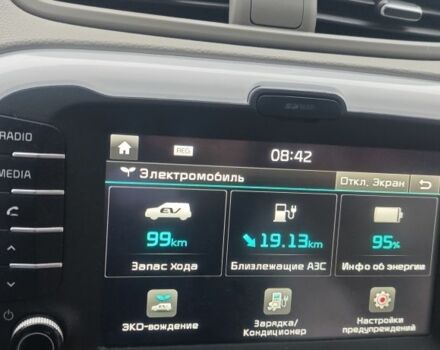 RADIO
MEDIA
REC
08:42
Электромобиль
Откл. Экран
EV
99km
19.13km
95%
Запас Хода
Близлежащие АЗС
Инфо об энергии
ЭКО-вождение
Зарядка/
Кондиционер
Настройки
предупреждений